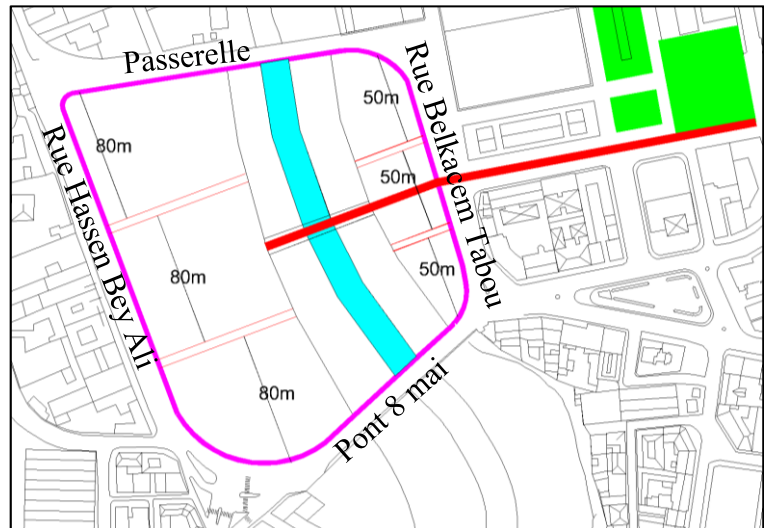 Passerelle
Rue Belkacem Tabou
50m
80m
Rue Hassen Bey Ali
50m
80m
50m
80m
Pont 8 mai